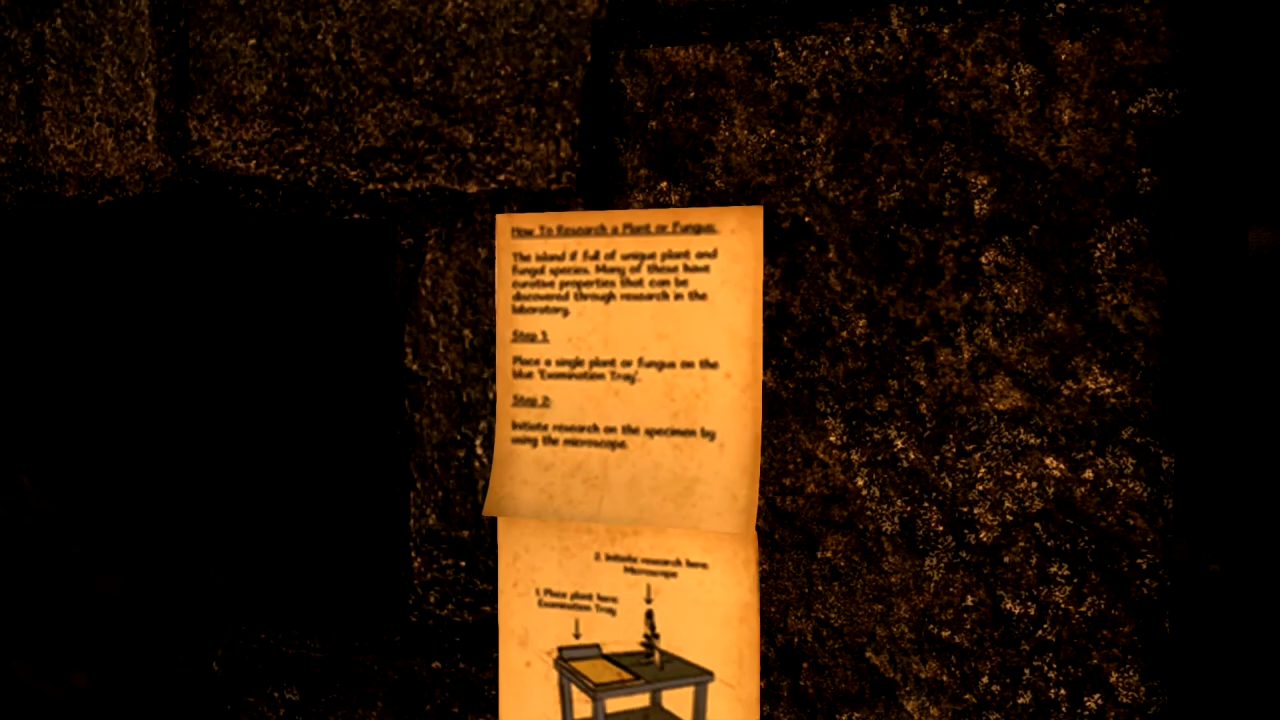 How To Research a Plant or Fungus:
The island if full of unique plant and
fungal species. Many of these have
curative properties that can be
discovered through research in the
laboratory.
Step 1:
Place a single plant or fungus on the
blue 'Examination Tray'.
Step 2:
Initiate research on the specimen by
using the microscope.
2. Initiate research here:
Microscope
1. Place plant here:
Examination Tray